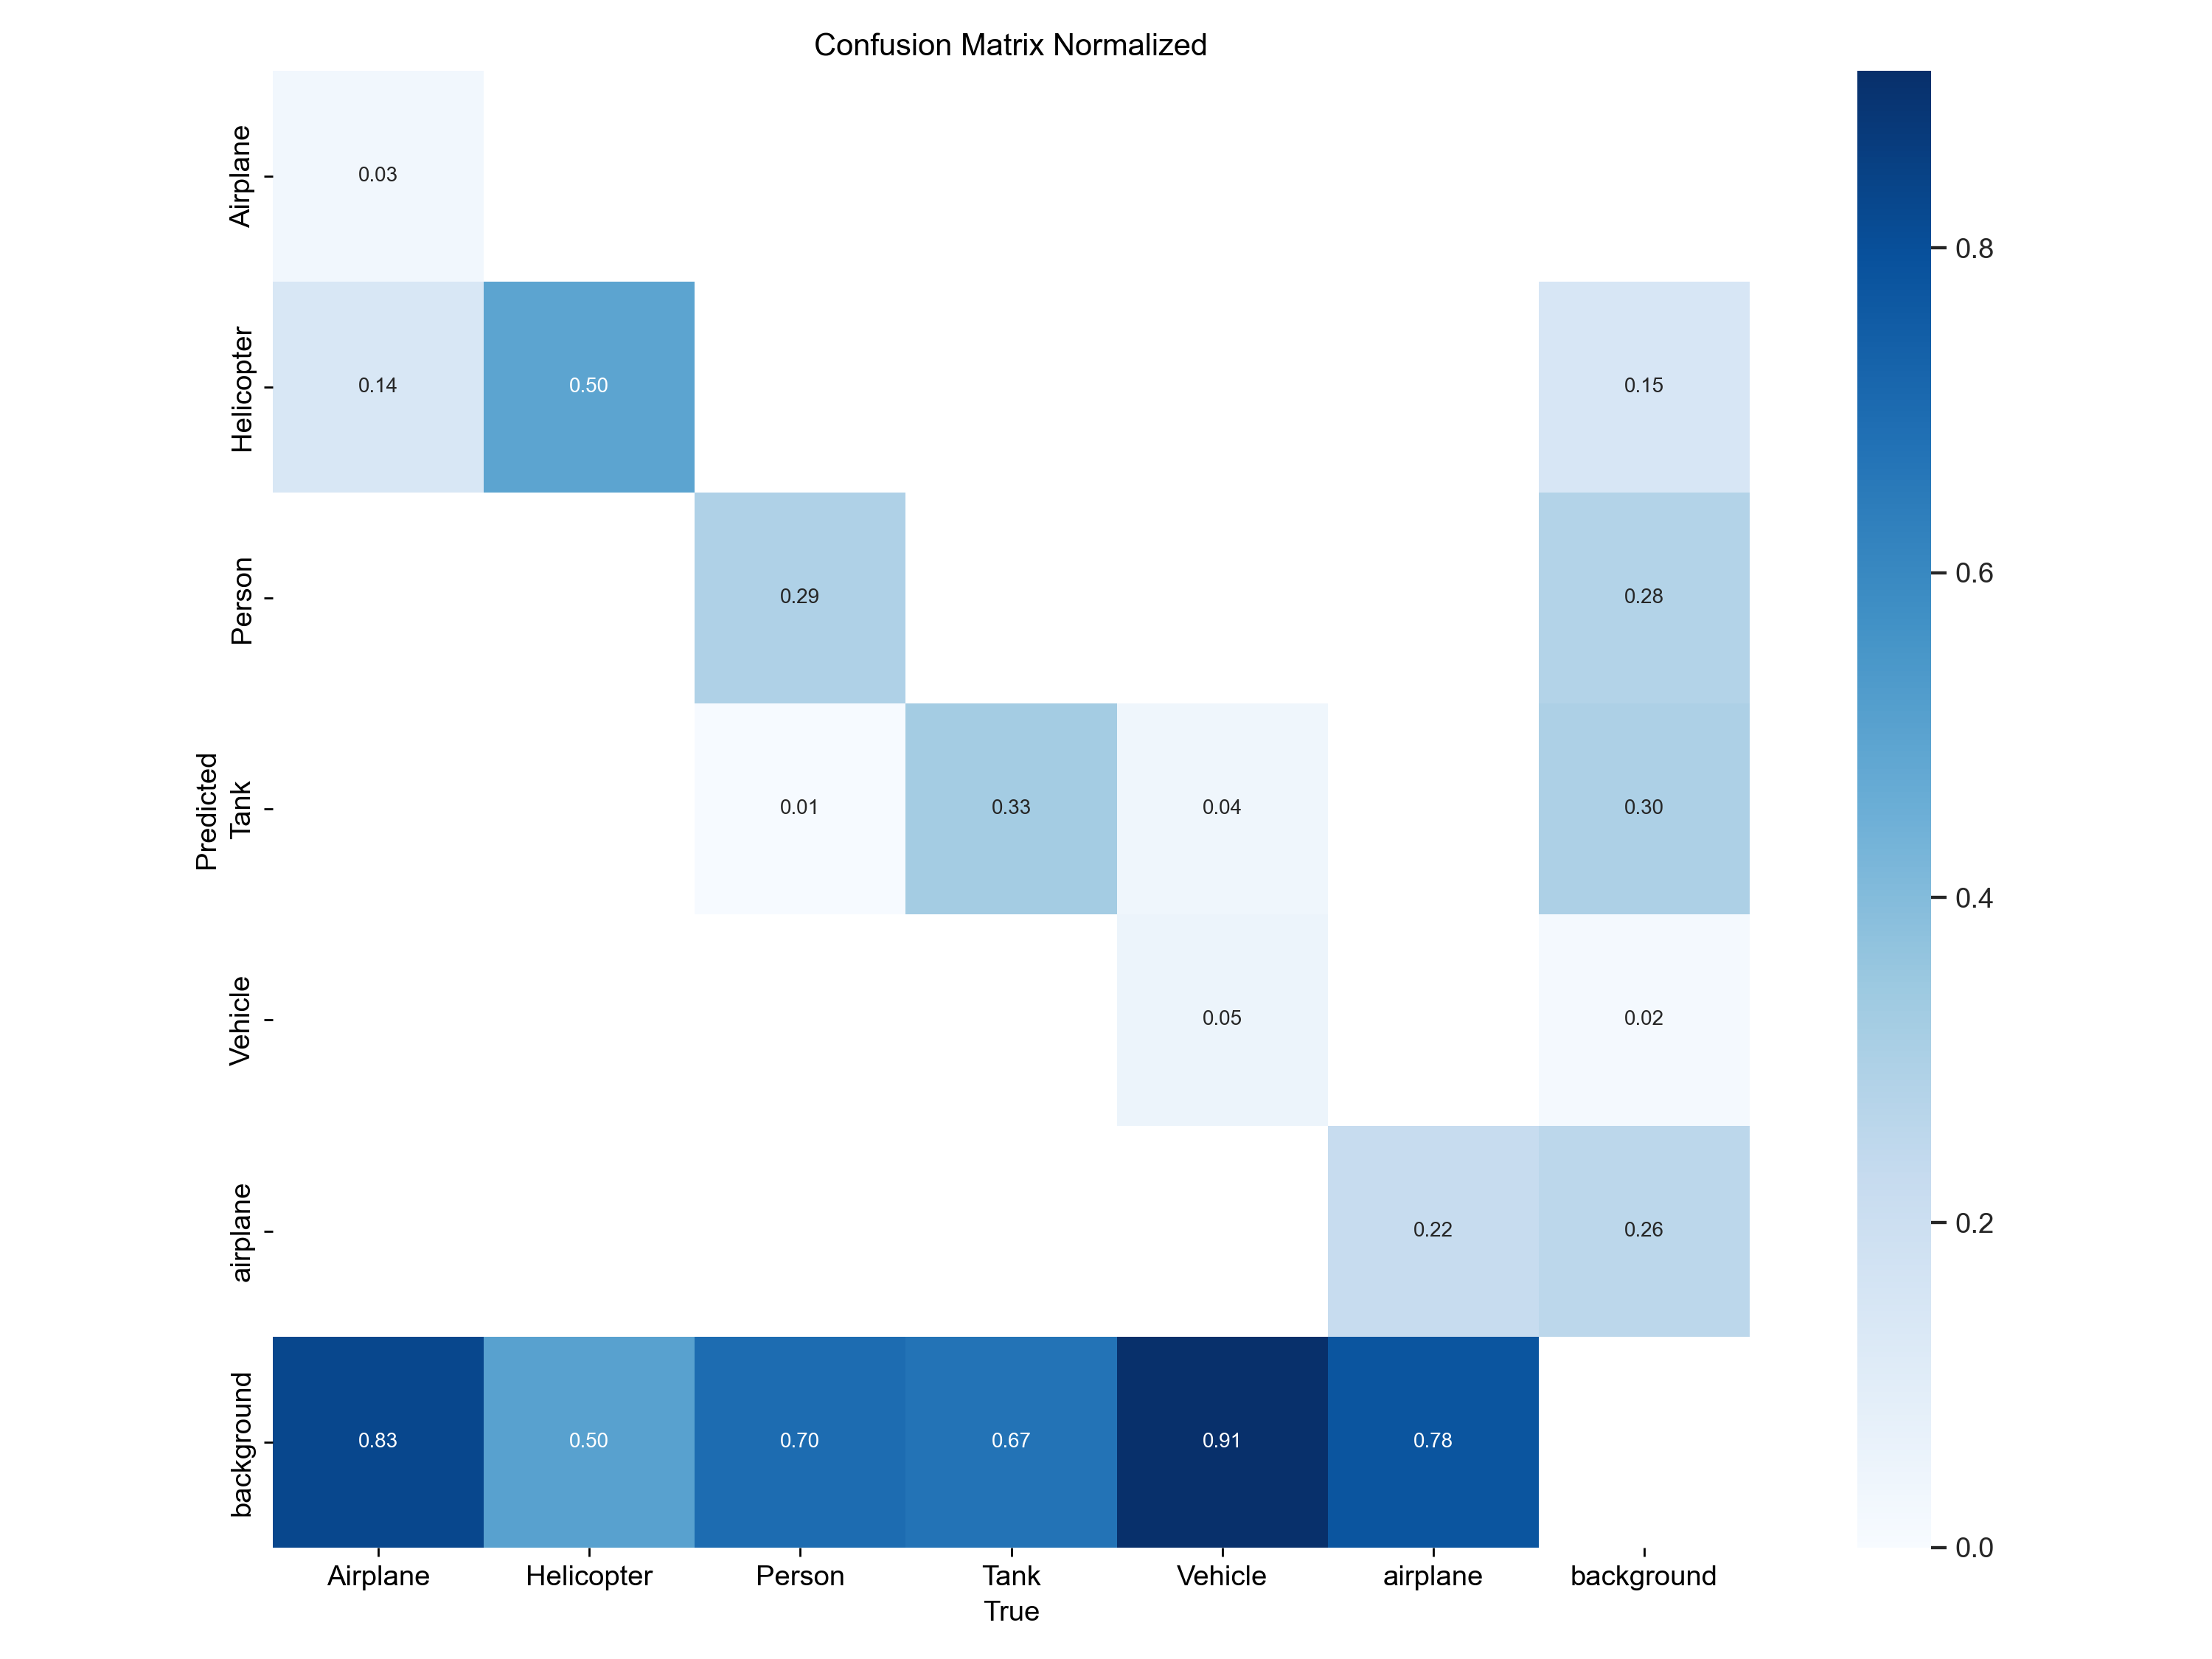 Confusion Matrix Normalized
Predicted
Airplane
0.03
Helicopter
0.14 0.50 0.15
Person
0.29 0.28
Tank
0.01 0.33 0.04 0.30
Vehicle
0.05 0.02
airplane
0.22 0.26
background
0.83 0.50 0.70 0.67 0.91 0.78
Airplane Helicopter Person Tank Vehicle airplane background
True
0.8
0.6
0.4
0.2
0.0